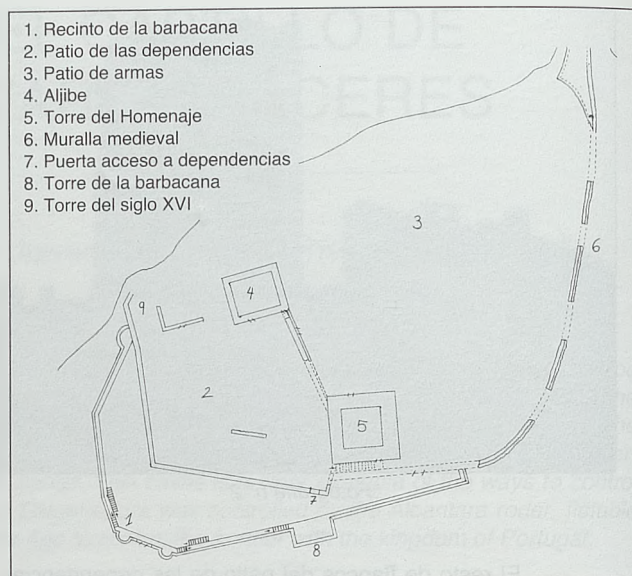 1. Recinto de la barbacana
2. Patio de las dependencias
3. Patio de armas
4. Aljibe
5. Torre del Homenaje
6. Muralla medieval
7. Puerta acceso a dependencias
8. Torre de la barbacana
9. Torre del siglo XVI
3
6
4
9
2
5
7
1
8